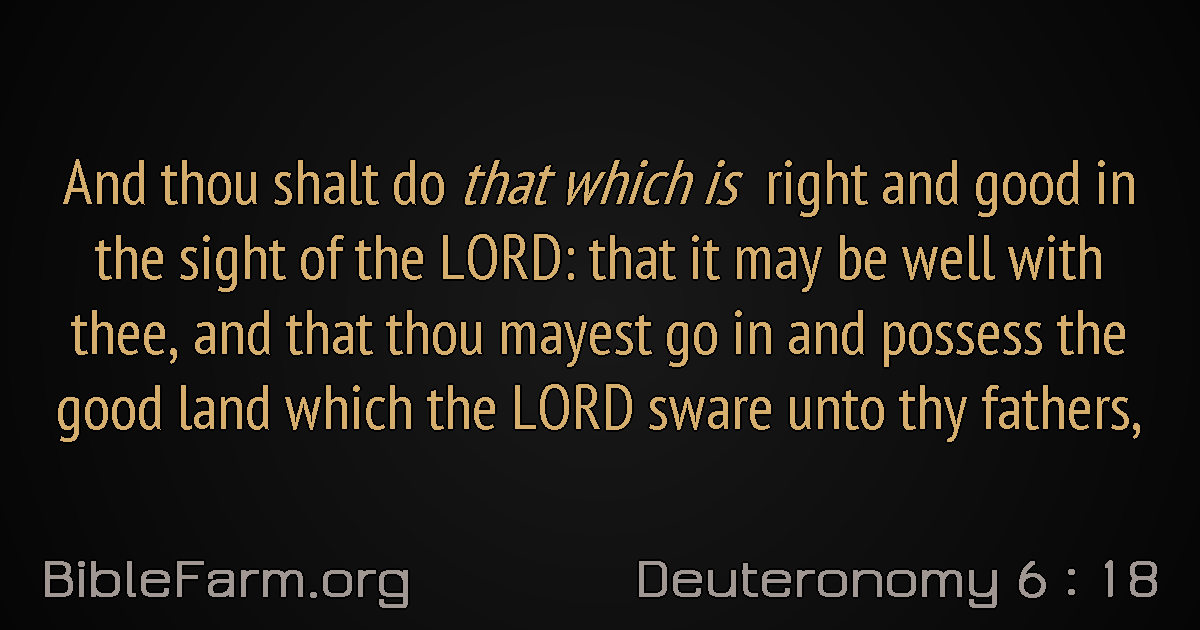 And thou shalt do that which is right and good in
the sight of the LORD: that it may be well with
thee, and that thou mayest go in and possess the
good land which the LORD sware unto thy fathers,
BibleFarm.org
Deuteronomy 6 : 18